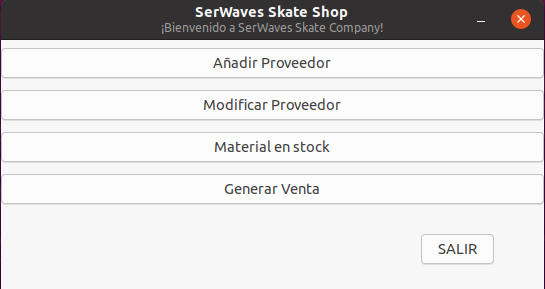 SerWaves Skate Shop
¡Bienvenido a SerWaves Skate Company!
Añadir Proveedor
Modificar Proveedor
Material en stock
Generar Venta
SALIR